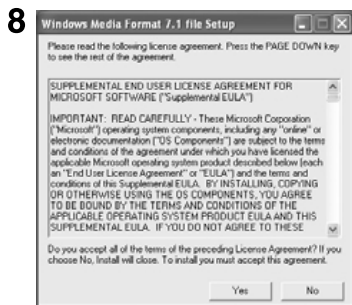 8
Windows Media Format 7.1 file Setup
Please read the following license agreement. Press the PAGE DOWN key
to see the rest of the agreement.
SUPPLEMENTAL END USER LICENSE AGREEMENT FOR
MICROSOFT SOFTWARE ("Supplemental EULA")
IMPORTANT: READ CAREFULLY - These Microsoft Corporation
("Microsoft") operating system components, including any "online" or
electronic documentation ("OS Components") are subject to the terms
and conditions of the agreement under which you have licensed the
applicable Microsoft operating system product described below (each
an "End User License Agreement" or "EULA") and the terms and
conditions of this Supplemental EULA. BY INSTALLING, COPYING
OR OTHERWISE USING THE OS COMPONENTS, YOU AGREE
TO BE BOUND BY THE TERMS AND CONDITIONS OF THE
APPLICABLE OPERATING SYSTEM PRODUCT EULA AND THIS
SUPPLEMENTAL EULA. IF YOU DO NOT AGREE TO THESE
Do you accept all of the terms of the preceding License Agreement? If you
choose No, Install will close. To install you must accept this agreement.
Yes No